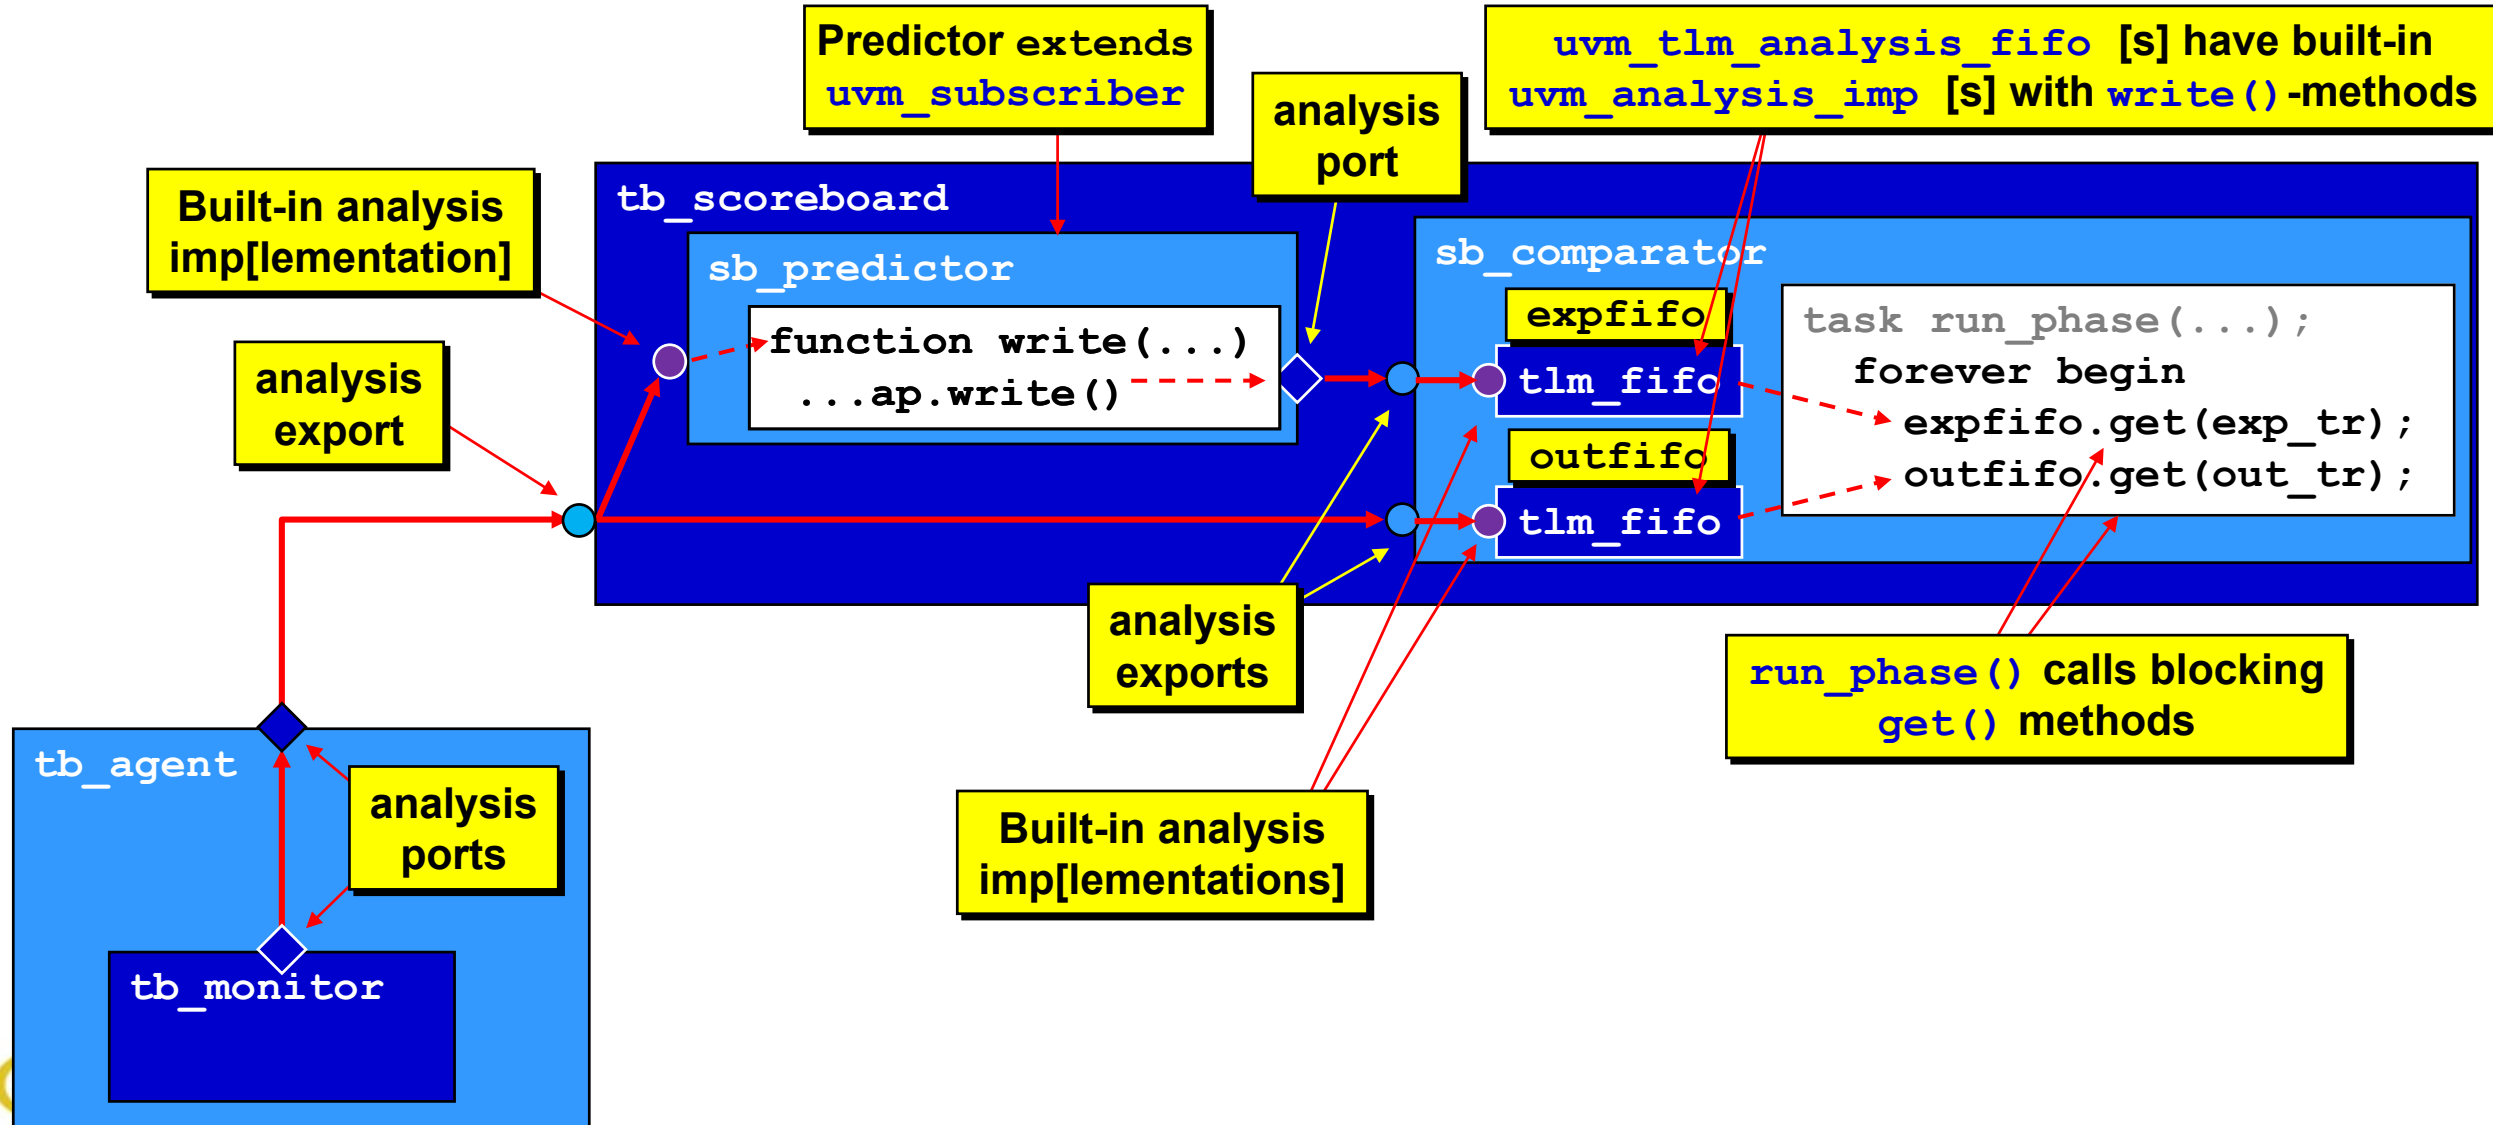 Predictor extends
uvm_subscriber
uvm_tlm_analysis_fifo [s] have built-in
uvm_analysis_imp [s] with write()-methods
analysis
port
Built-in analysis
imp[lementation]
tb_scoreboard
sb_predictor
function write(...)
...ap.write()
sb_comparator
expfifo
tlm_fifo
outfifo
tlm_fifo
task run_phase(...);
forever begin
expfifo.get(exp_tr);
outfifo.get(out_tr);
analysis
export
analysis
exports
run_phase() calls blocking
get() methods
tb_agent
analysis
ports
Built-in analysis
imp[lementations]
tb_monitor